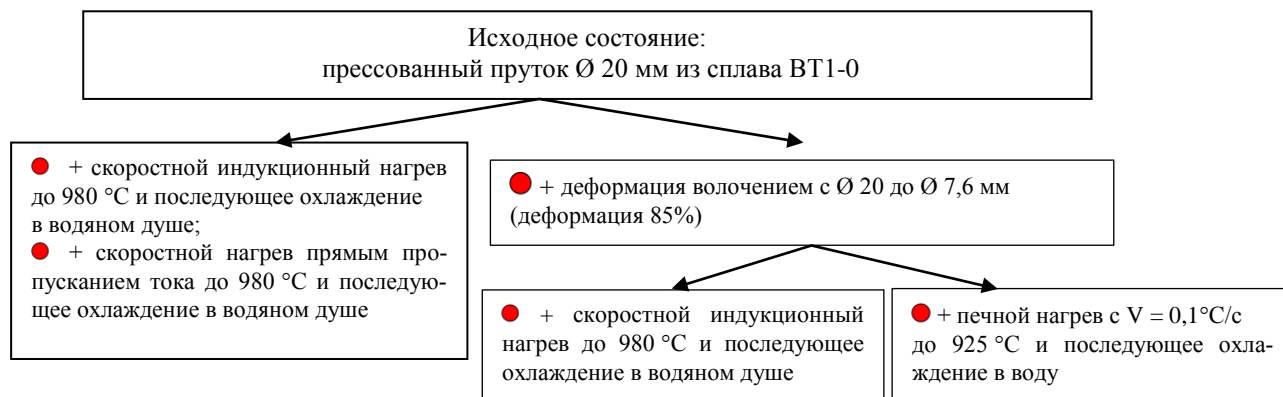 Исходное состояние:
прессованный пруток Ø 20 мм из сплава ВТ1-0
+ скоростной индукционный нагрев
до 980 °С и последующее охлаждение
в водяном душе;
+ скоростной нагрев прямым про-
пусканием тока до 980 °С и последую-
щее охлаждение в водяном душе
+ деформация волочением с Ø 20 до Ø 7,6 мм
(деформация 85%)
+ скоростной индукционный
нагрев до 980 °С и последующее
охлаждение в водяном душе
+ печной нагрев с V = 0,1°С/с
до 925 °С и последующее охла-
ждение в воду